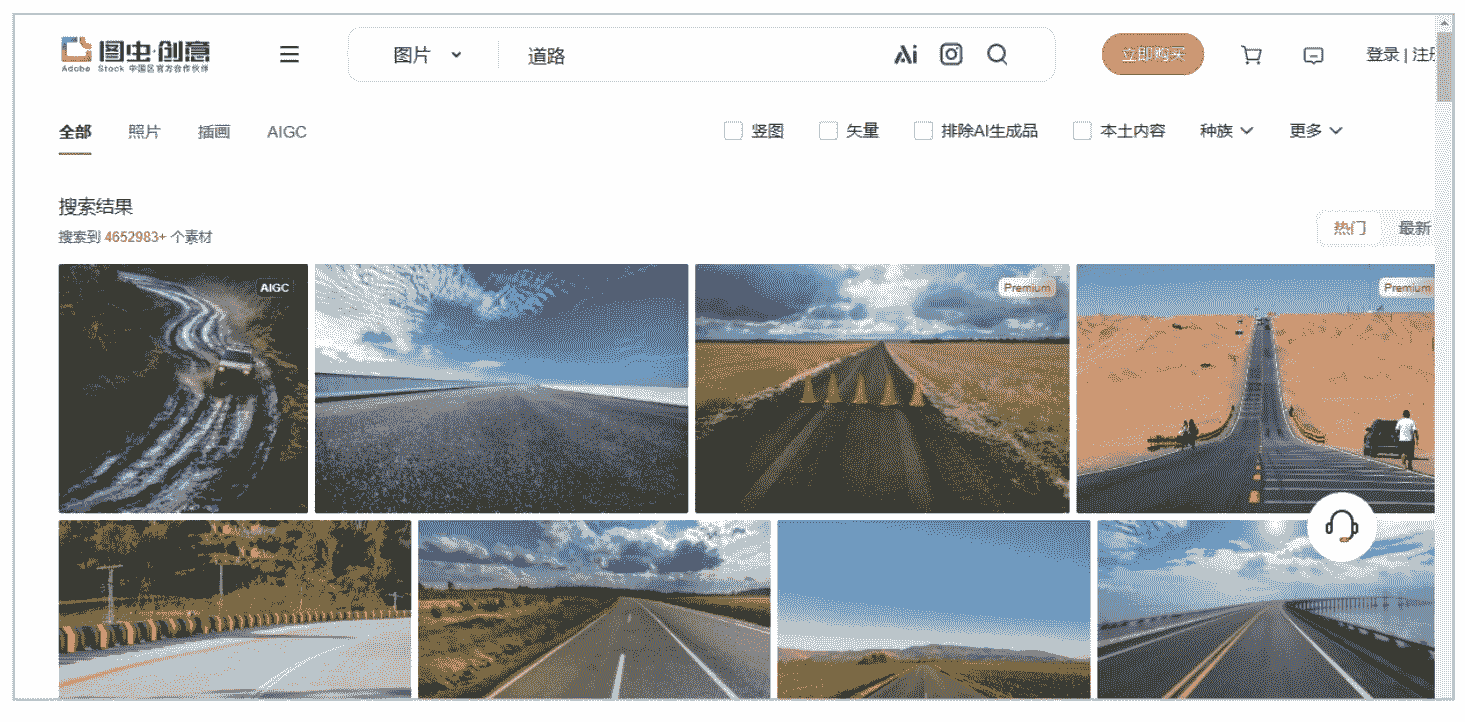 图虫·创意
Adobe Stock 中国区官方合作伙伴
图片
道路
Ai
立即购买
登录 | 注册
全部 照片 插画 AIGC
竖图 矢量 排除AI生成品 本土内容 种族 更多
搜索结果
搜索到 4652983+ 个素材
热门 最新
AIGC
Premium
Premium